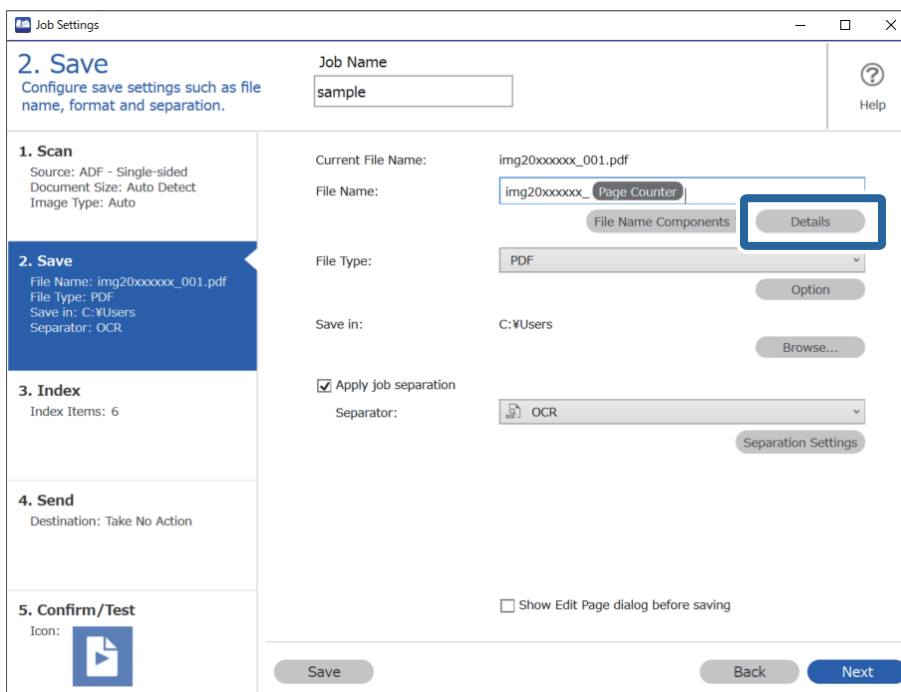 Job Settings
2. Save
Configure save settings such as file
name, format and separation.
Job Name
sample
Help
1. Scan
Source: ADF - Single-sided
Document Size: Auto Detect
Image Type: Auto
2. Save
File Name: img20xxxxxx_001.pdf
File Type: PDF
Save in: C:¥Users
Separator: OCR
3. Index
Index Items: 6
4. Send
Destination: Take No Action
5. Confirm/Test
Icon:
Current File Name: img20xxxxxx_001.pdf
File Name: img20xxxxxx_ Page Counter
File Name Components Details
File Type: PDF
Option
Save in: C:¥Users
Browse...
Apply job separation
Separator: OCR
Separation Settings
Show Edit Page dialog before saving
Save Back Next